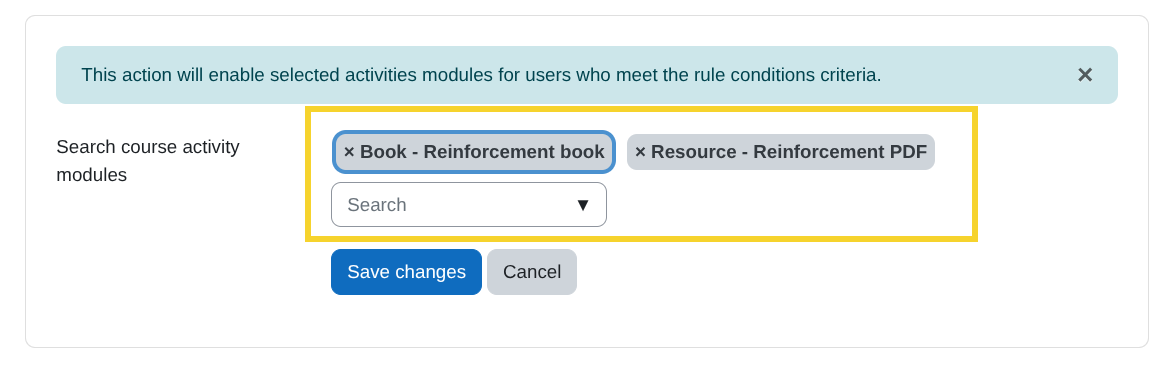 This action will enable selected activities modules for users who meet the rule conditions criteria. ×
Search course activity
modules
× Book - Reinforcement book × Resource - Reinforcement PDF
Search ▼
Save changes Cancel